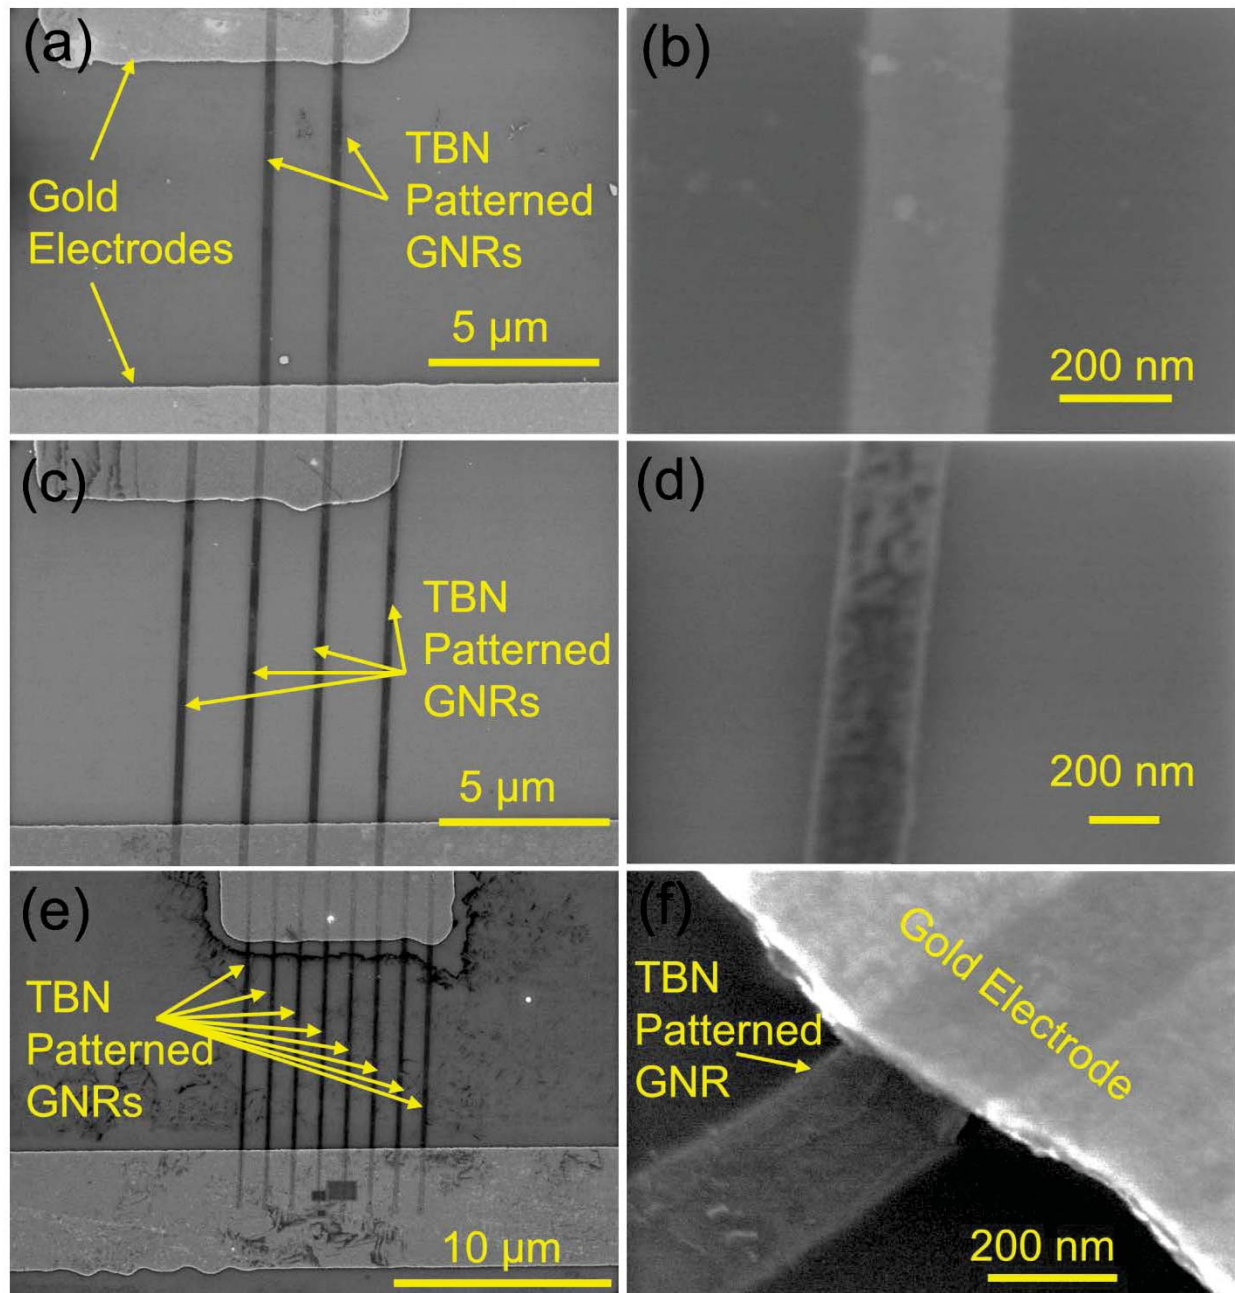 (a)
Gold
Electrodes
TBN
Patterned
GNRs
5 µm
(b)
200 nm
(c)
TBN
Patterned
GNRs
5 µm
(d)
200 nm
(e)
TBN
Patterned
GNRs
10 µm
(f)
TBN
Patterned
GNR
Gold Electrode
200 nm